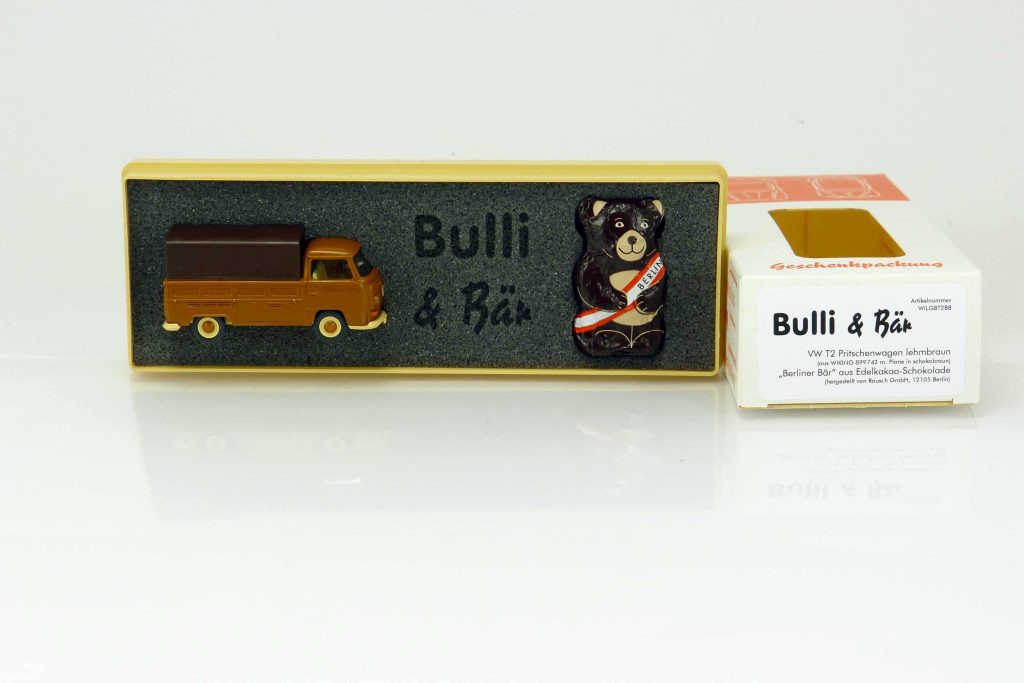 Bulli
& Bär
BERLIN
Geschenkpackung
Artikelnummer
WILGBT2BB
Bulli & Bär
VW T2 Pritschenwagen lehmbraun
(aus WIKING 899742 m. Plane in schokobraun)
„Berliner Bär“ aus Edelkakao-Schokolade
(hergestellt von Rausch GmbH, 12105 Berlin)